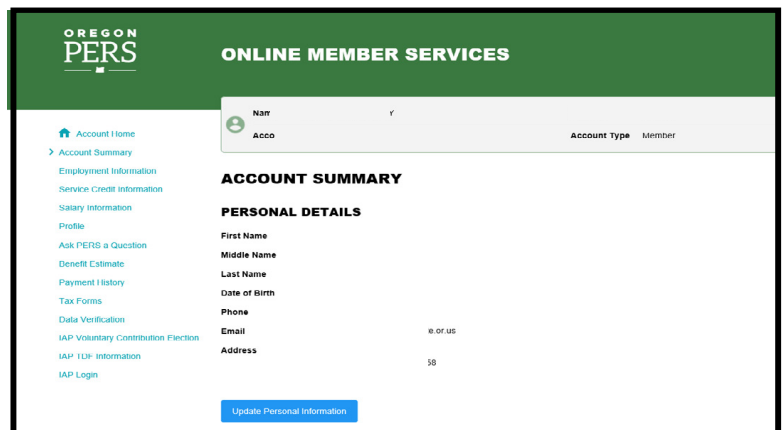 OREGON
PERS
ONLINE MEMBER SERVICES
Y
Account Type Member
Account Home
Account Summary
Employment Information
Service Credit Information
Salary Information
Profile
Ask PERS a Question
Benefit Estimate
Payment History
Tax Forms
Data Verification
IAP Voluntary Contribution Election
IAP TDF Information
IAP Login
ACCOUNT SUMMARY
PERSONAL DETAILS
First Name
Middle Name
Last Name
Date of Birth
Phone
Email e.or.us
Address
58
Update Personal Information